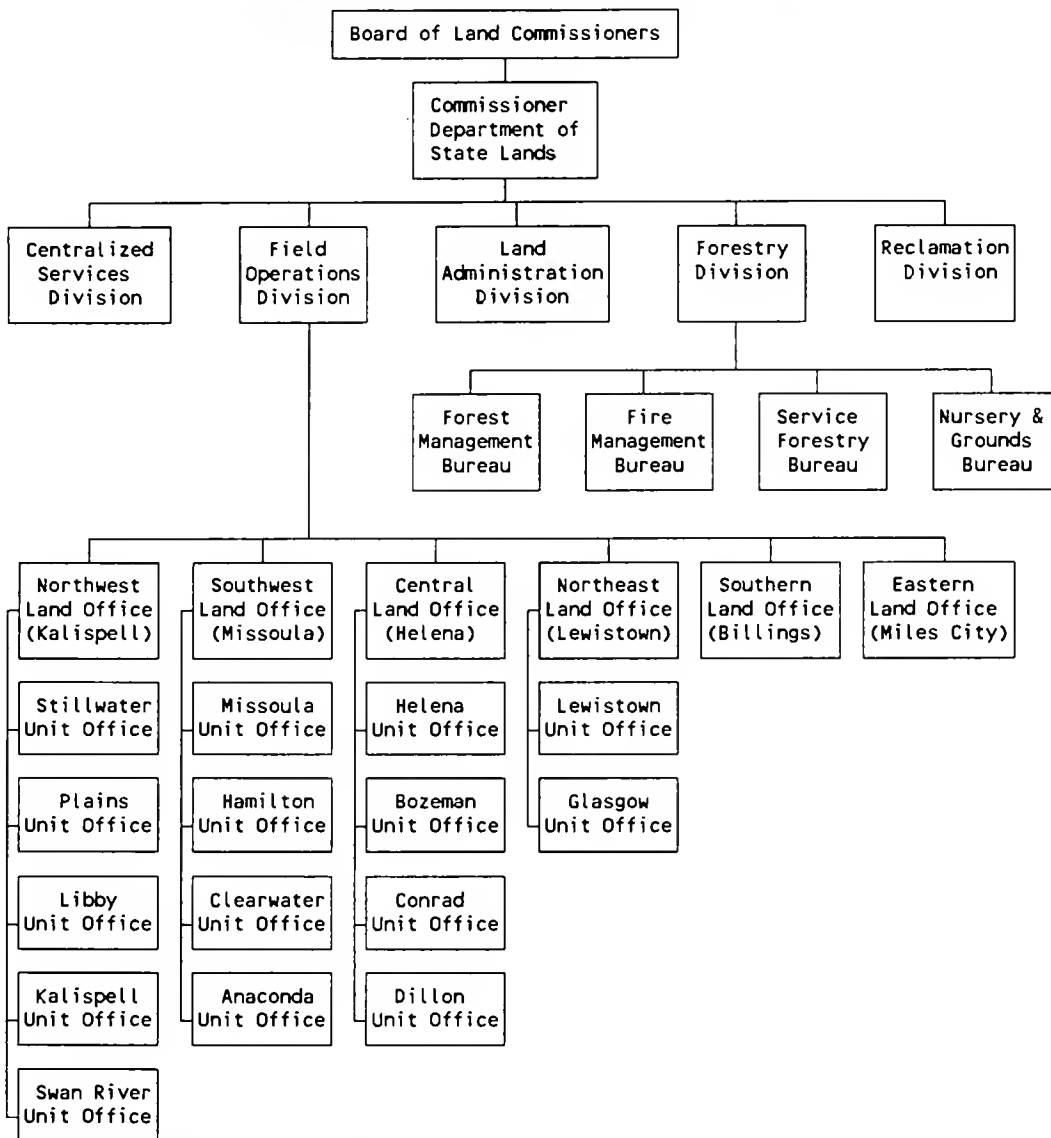 Board of Land Commissioners
Commissioner
Department of
State Lands
Centralized
Services
Division
Field
Operations
Division
Land
Administration
Division
Forestry
Division
Reclamation
Division
Forest
Management
Bureau
Fire
Management
Bureau
Service
Forestry
Bureau
Nursery &
Grounds
Bureau
Northwest
Land Office
(Kalispell)
Southwest
Land Office
(Missoula)
Central
Land Office
(Helena)
Northeast
Land Office
(Lewistown)
Southern
Land Office
(Billings)
Eastern
Land Office
(Miles City)
Stillwater
Unit Office
Missoula
Unit Office
Helena
Unit Office
Lewistown
Unit Office
Plains
Unit Office
Hamilton
Unit Office
Bozeman
Unit Office
Glasgow
Unit Office
Libby
Unit Office
Clearwater
Unit Office
Conrad
Unit Office
Kalispell
Unit Office
Anaconda
Unit Office
Dillon
Unit Office
Swan River
Unit Office